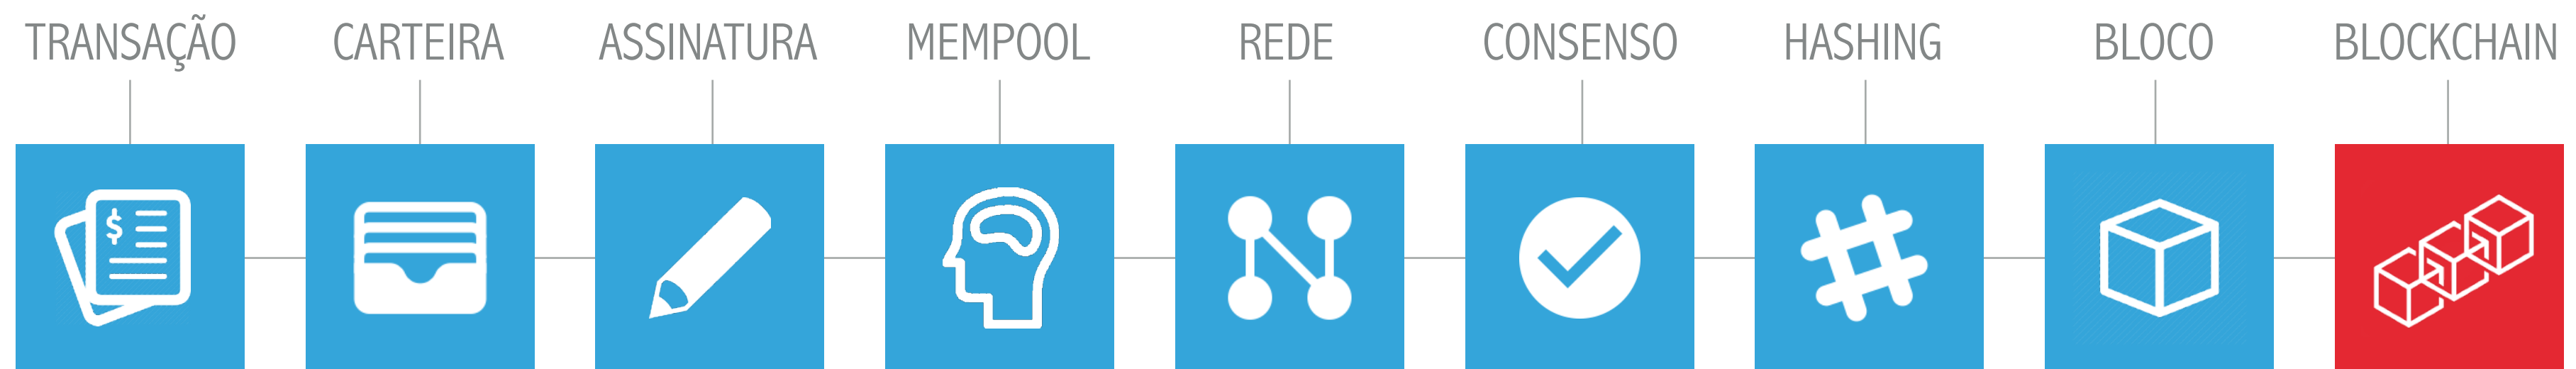 TRANSAÇÃO CARTEIRA ASSINATURA MEMPOOL REDE CONSENSO HASHING BLOCO BLOCKCHAIN
$